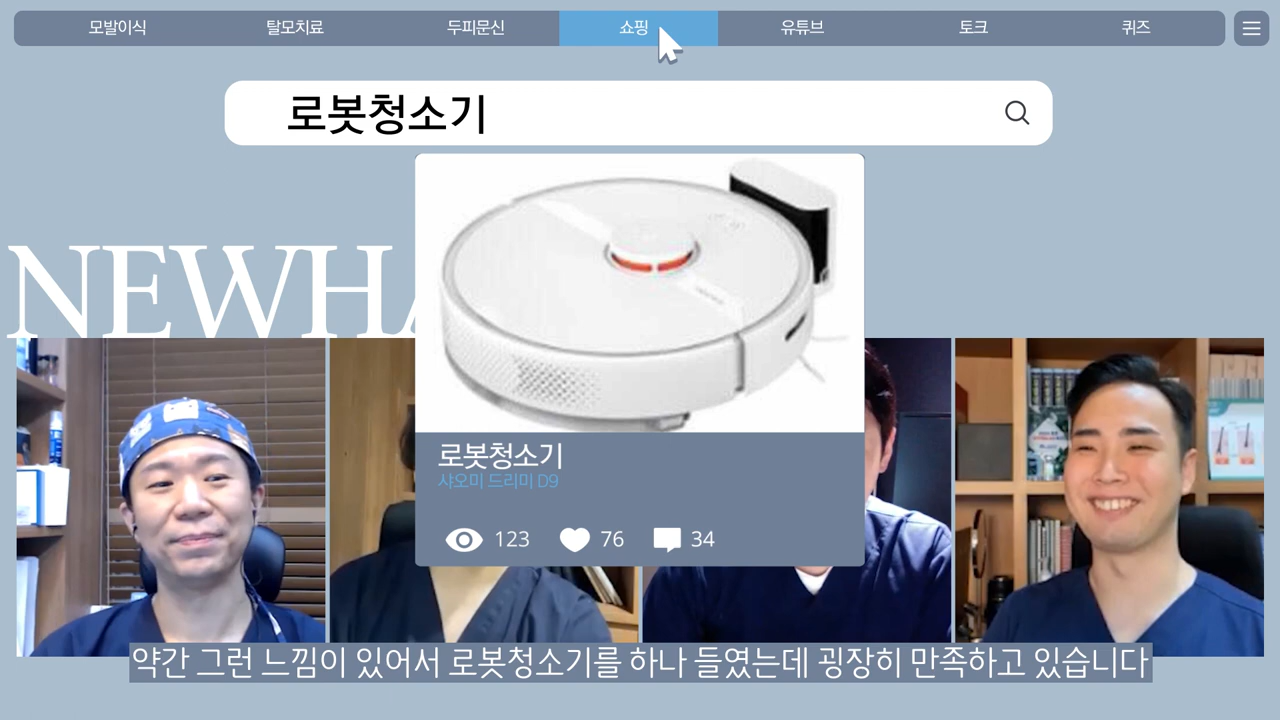 모발이식
탈모치료
두피문신
쇼핑
유튜브
토크
퀴즈
로봇청소기
NEWHA
로봇청소기
샤오미 드리미 D9
123
76
34
약간 그런 느낌이 있어서 로봇청소기를 하나 들였는데 굉장히 만족하고 있습니다